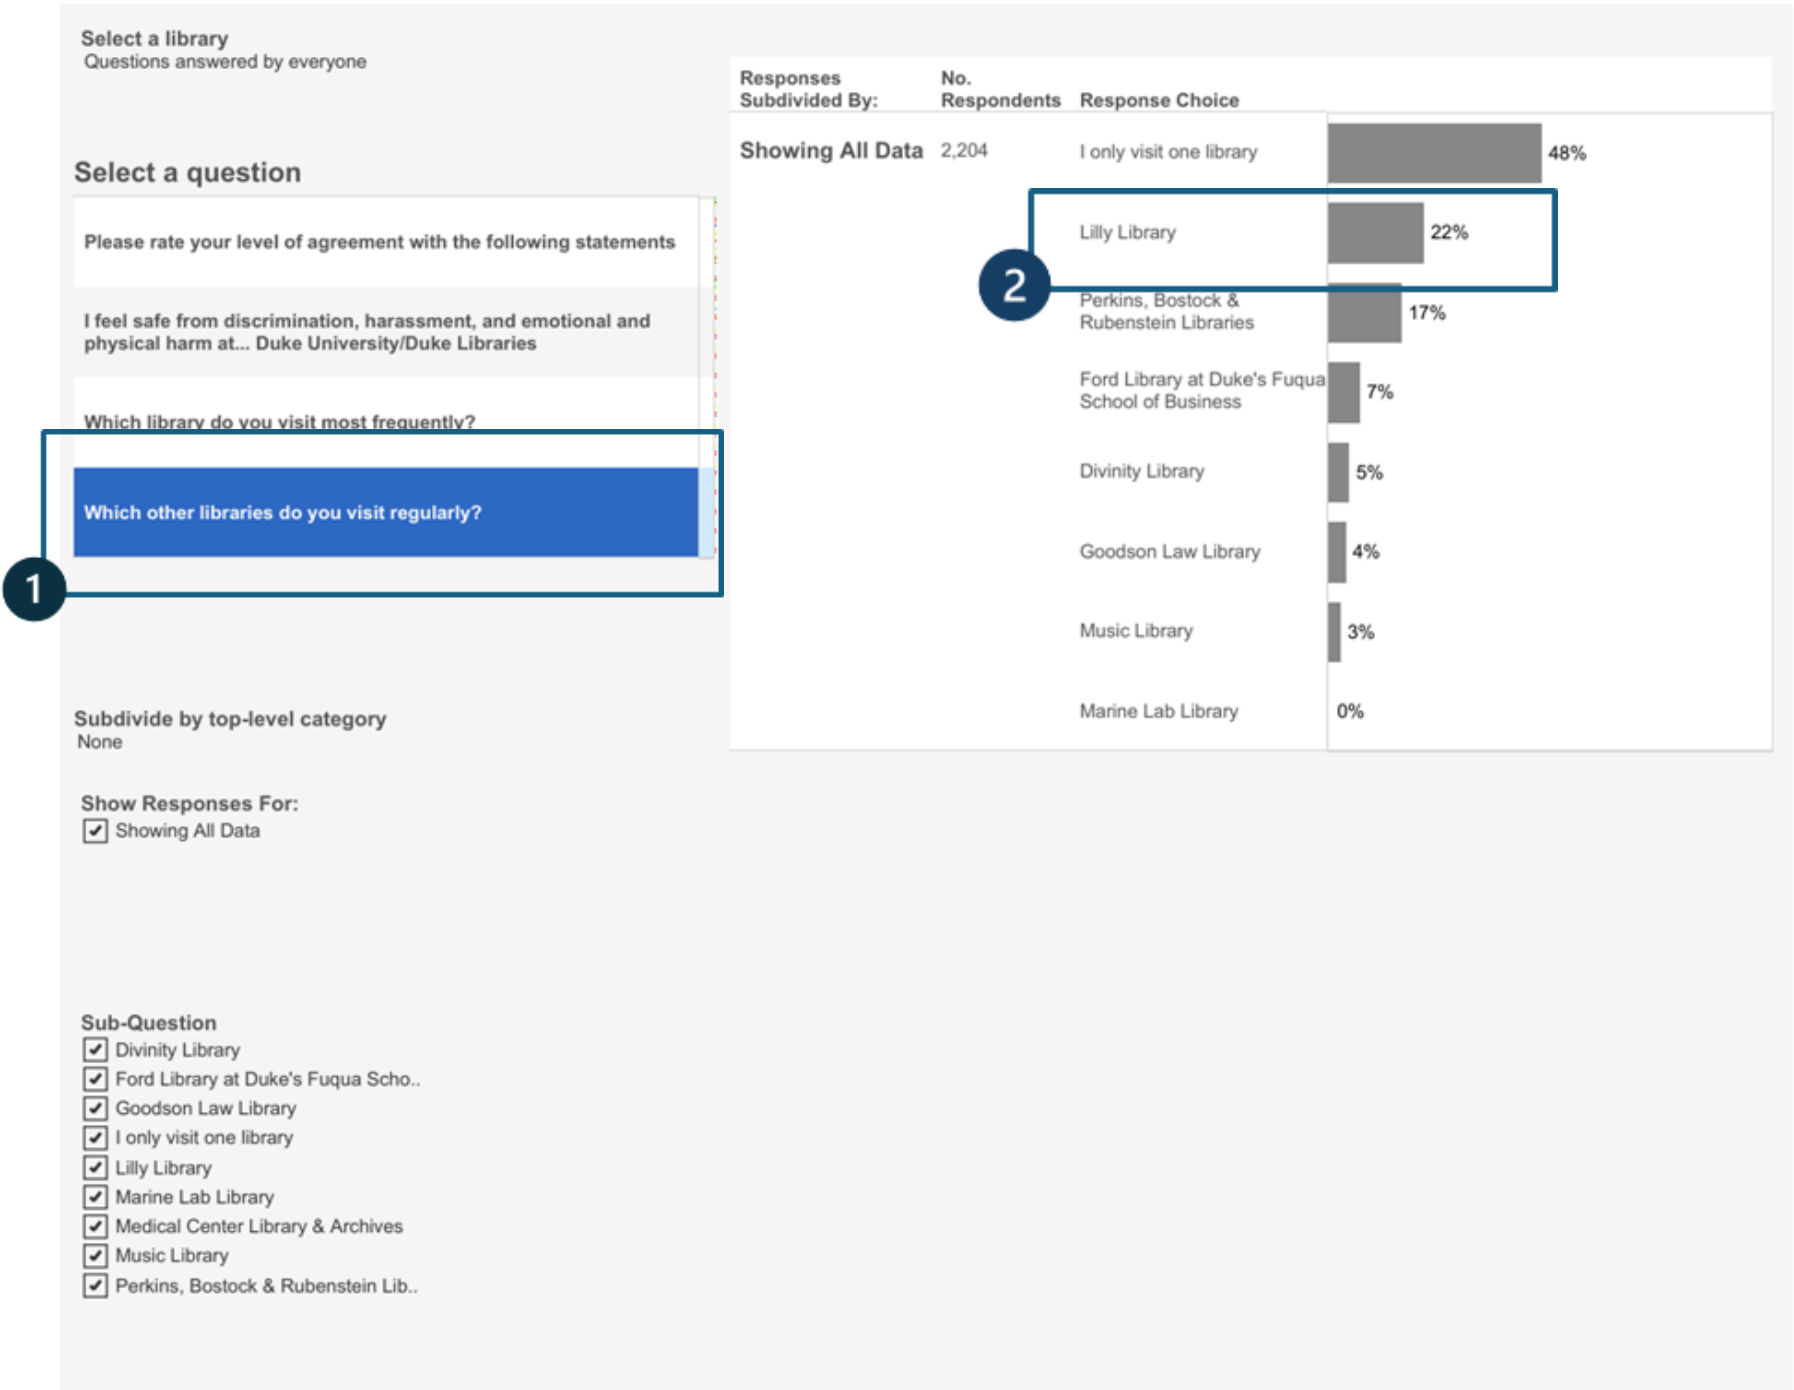 Select a library
Questions answered by everyone
Select a question
Please rate your level of agreement with the following statements
I feel safe from discrimination, harassment, and emotional and
physical harm at... Duke University/Duke Libraries
Which library do you visit most frequently?
Which other libraries do you visit regularly?
1
Subdivide by top-level category
None
Show Responses For:
Showing All Data
Sub-Question
Divinity Library
Ford Library at Duke's Fuqua Scho..
Goodson Law Library
I only visit one library
Lilly Library
Marine Lab Library
Medical Center Library & Archives
Music Library
Perkins, Bostock & Rubenstein Lib..
Responses
Subdivided By:
No.
Respondents
Response Choice
Showing All Data
2,204
I only visit one library
48%
2
Lilly Library
22%
Perkins, Bostock &
Rubenstein Libraries
17%
Ford Library at Duke's Fuqua
School of Business
7%
Divinity Library
5%
Goodson Law Library
4%
Music Library
3%
Marine Lab Library
0%